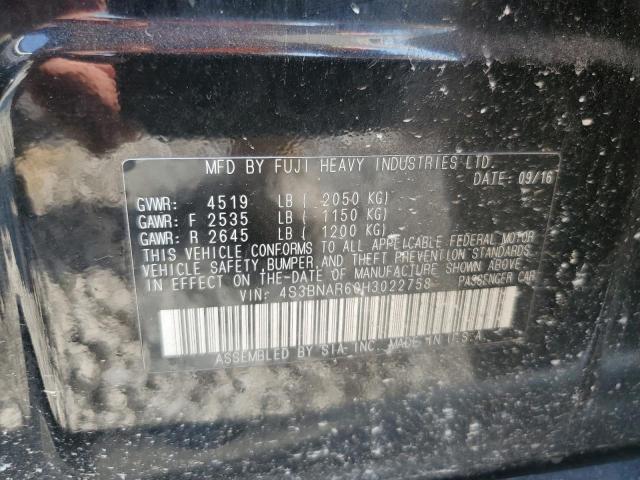 MFD BY FUJI HEAVY INDUSTRIES LTD.
DATE: 09/16
GVWR: 4519 LB ( 2050 KG)
GAWR: F 2535 LB ( 1150 KG)
GAWR: R 2645 LB ( 1200 KG)
THIS VEHICLE CONFORMS TO ALL APPLICABLE FEDERAL MOTOR
VEHICLE SAFETY, BUMPER, AND THEFT PREVENTION STANDARDS
IN EFFECT ON THE-DATE OF MANUFACTURE SHOWN ABOVE.
VIN: 4S3BNAR60H3022758 PASSENGER CAR
ASSEMBLED BY SIA-INC. MADE IN U.S.A.